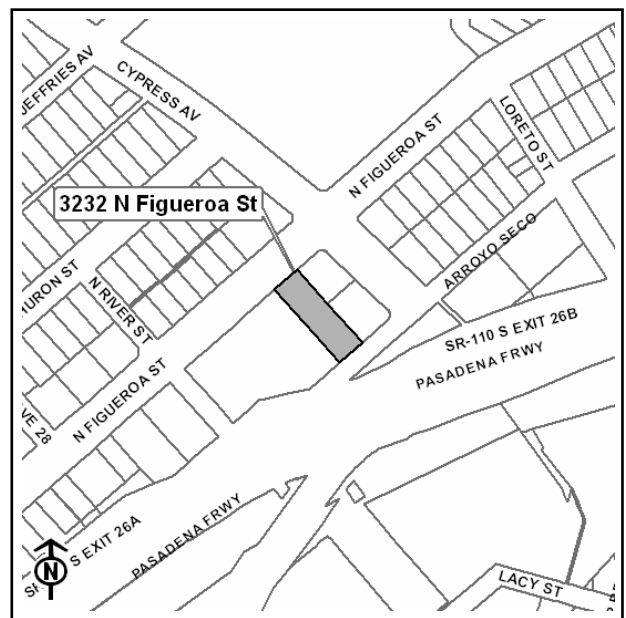 JEFFRIES AV
CYPRESS AV
N FIGUEROA ST
LORETO ST
3232 N Figueroa St
ARROYO SECO
HURON ST
N RIVER ST
SR-110 S EXIT 26B
PASADENA FRWY
N FIGUEROA ST
AVE 28
S EXIT 26A
PASADENA FRWY
N
LACY ST